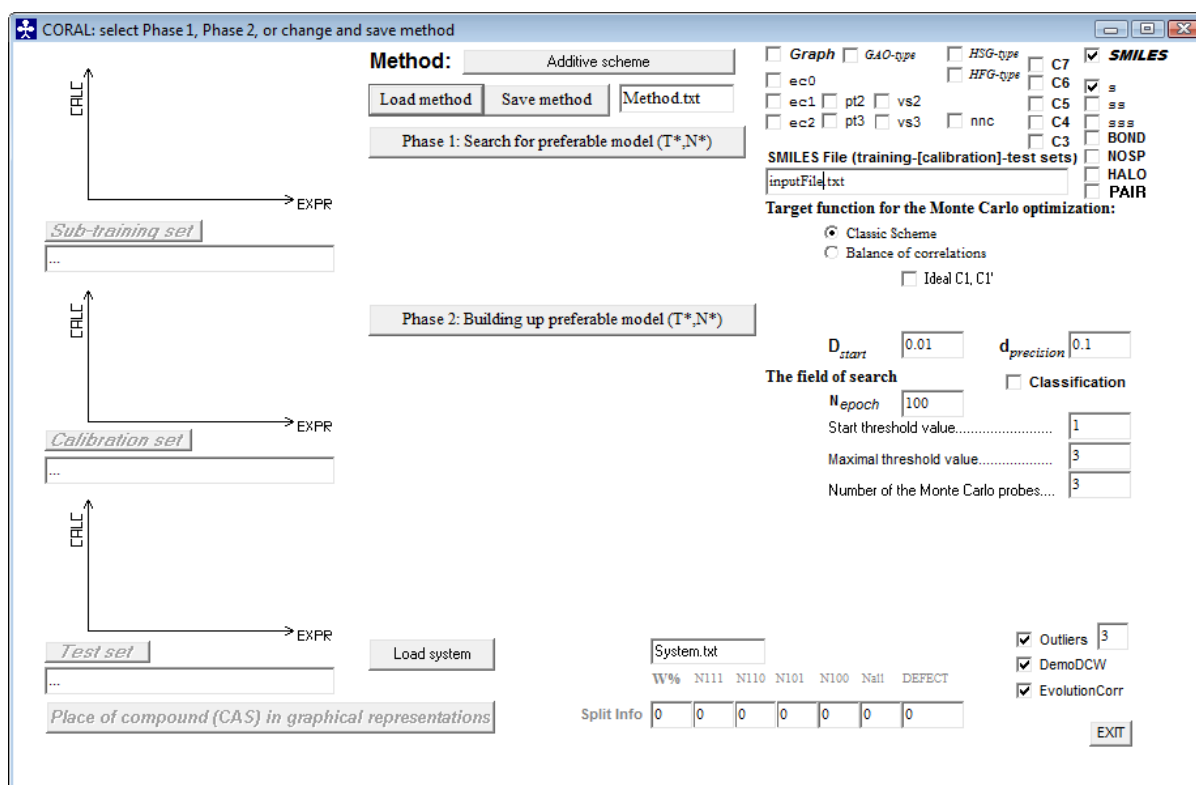 CORAL: select Phase 1, Phase 2, or change and save method
Method: Additive scheme
Load method Save method Method.txt
Phase 1: Search for preferable model (T*,N*)
CALC
EXPR
Sub-training set
...
CALC
EXPR
Calibration set
...
CALC
EXPR
Test set
...
Place of compound (CAS) in graphical representations
Phase 2: Building up preferable model (T*,N*)
Load system
System.txt
W% N111 N110 N101 N100 Nall DEFECT
Split Info 0 0 0 0 0 0 0
Graph GAO-type HSG-type
HFG-type
ec0
ec1 pt2 vs2
ec2 pt3 vs3 nnc
C7
C6
C5
C4
C3
SMILES
s
ss
sss
BOND
NOSP
HALO
PAIR
SMILES File (training-[calibration]-test sets)
inputFile.txt
Target function for the Monte Carlo optimization:
Classic Scheme
Balance of correlations
Ideal C1, C1'
Dstart 0.01 dprecision 0.1
The field of search Classification
Nepoch 100
Start threshold value......................... 1
Maximal threshold value................... 3
Number of the Monte Carlo probes.... 3
Outliers 3
DemoDCW
EvolutionCorr
EXIT